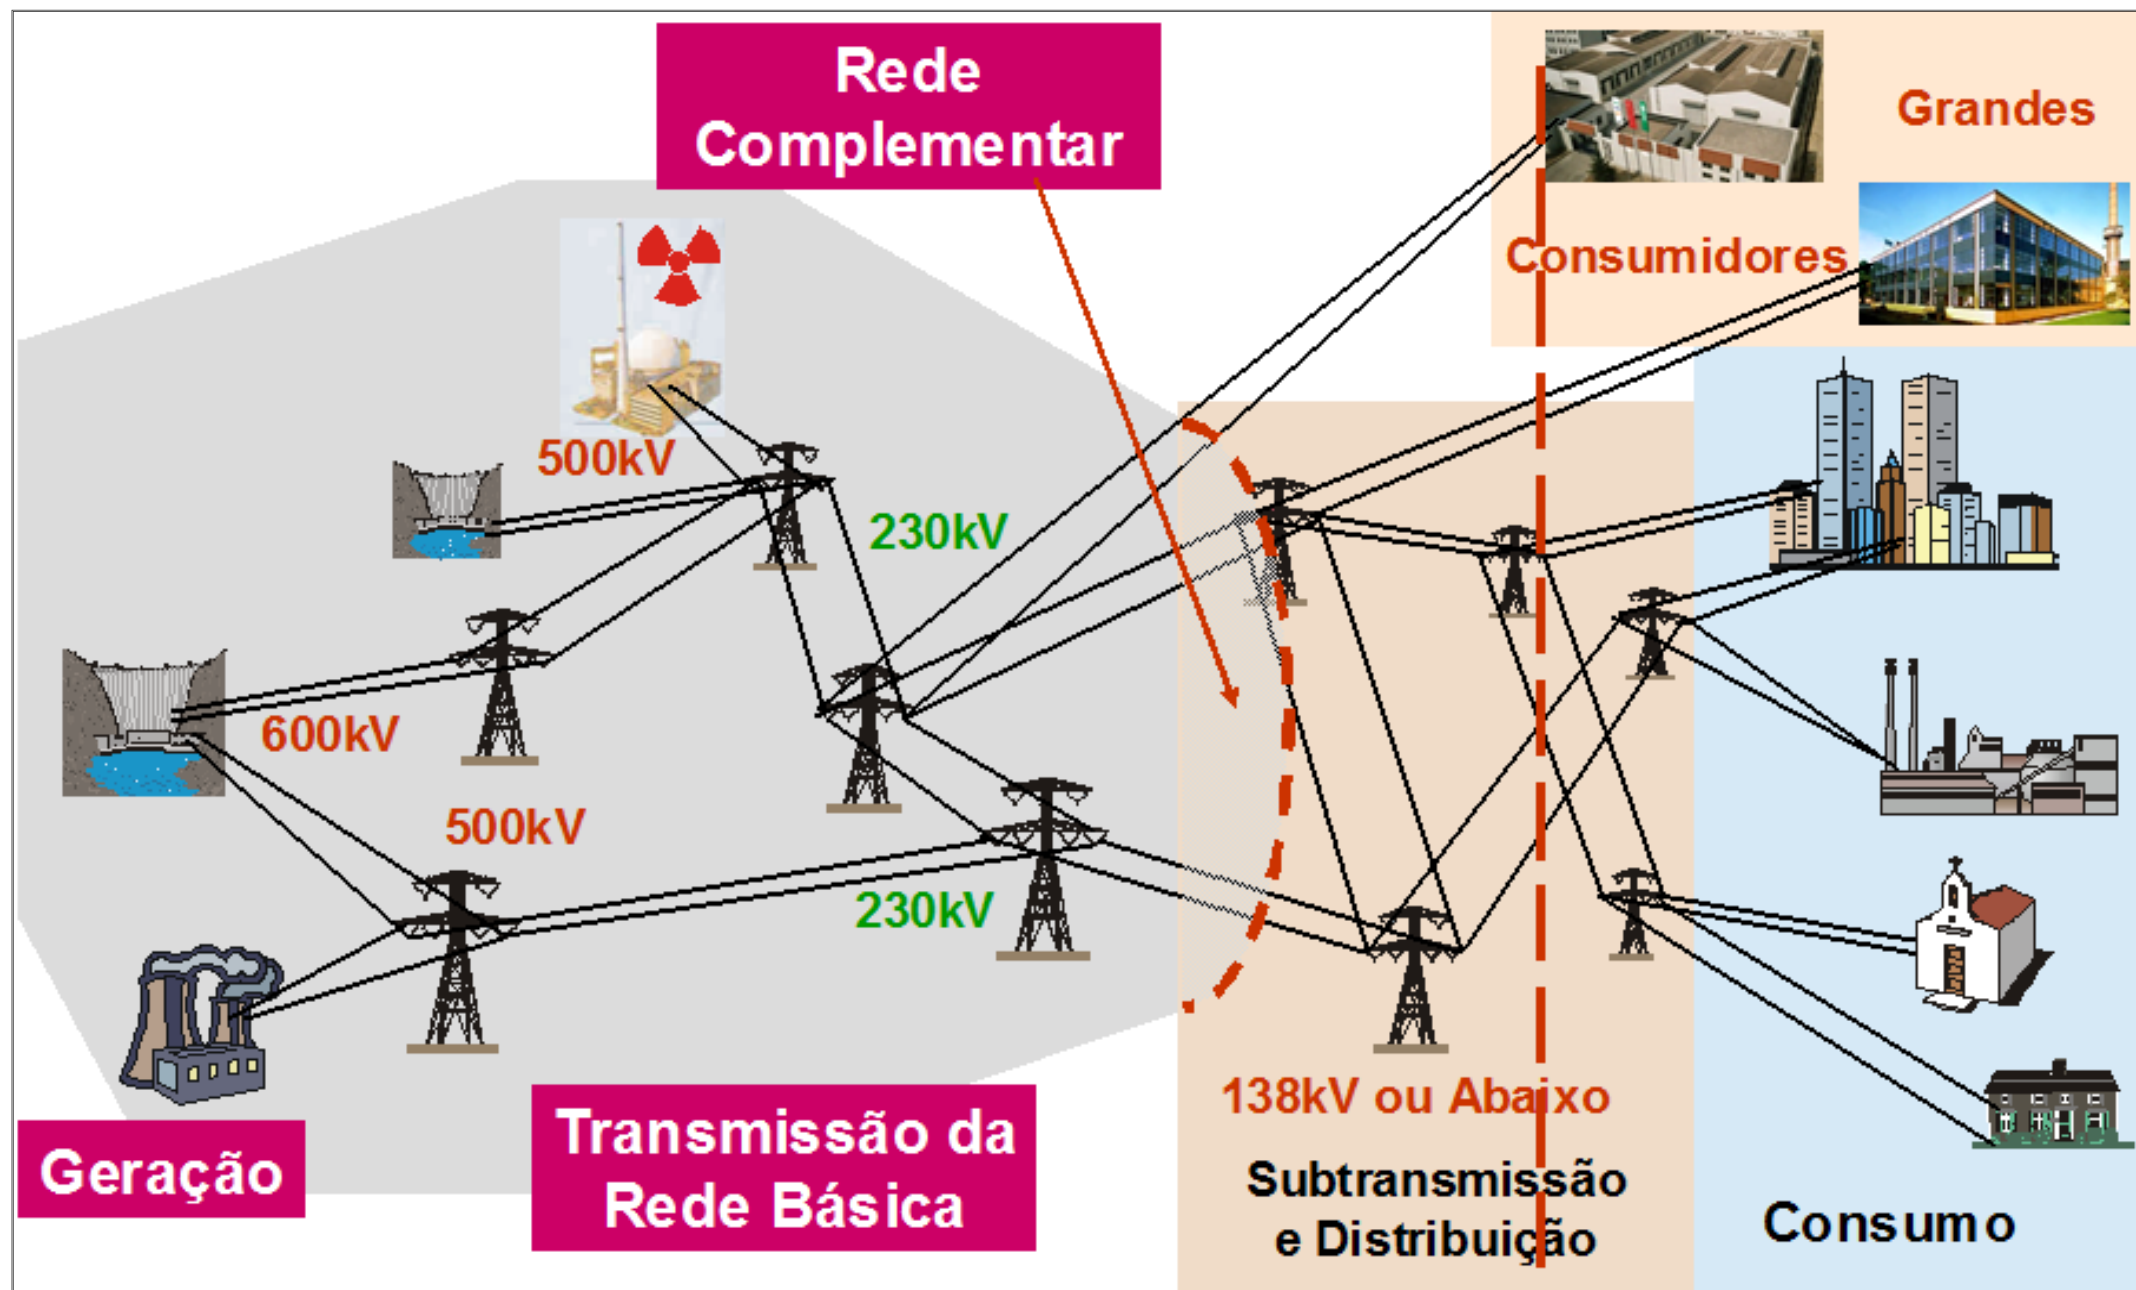 Rede
Complementar
Grandes
Consumidores
500kV
230kV
600kV
500kV
230kV
138kV ou Abaixo
Geração
Transmissão da
Rede Básica
Subtransmissão
e Distribuição
Consumo